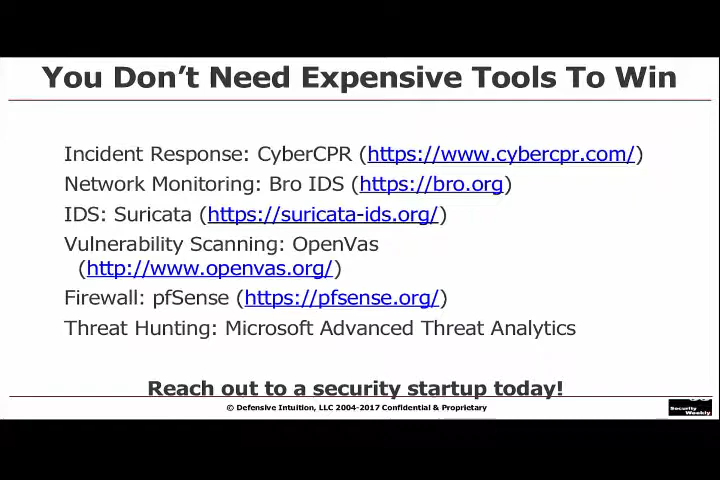 You Don't Need Expensive Tools To Win
Incident Response: CyberCPR (https://www.cybercpr.com/)
Network Monitoring: Bro IDS (https://bro.org)
IDS: Suricata (https://suricata-ids.org/)
Vulnerability Scanning: OpenVas
(http://www.openvas.org/)
Firewall: pfSense (https://pfsense.org/)
Threat Hunting: Microsoft Advanced Threat Analytics
Reach out to a security startup today!
© Defensive Intuition, LLC 2004-2017 Confidential & Proprietary
Security
Weekly